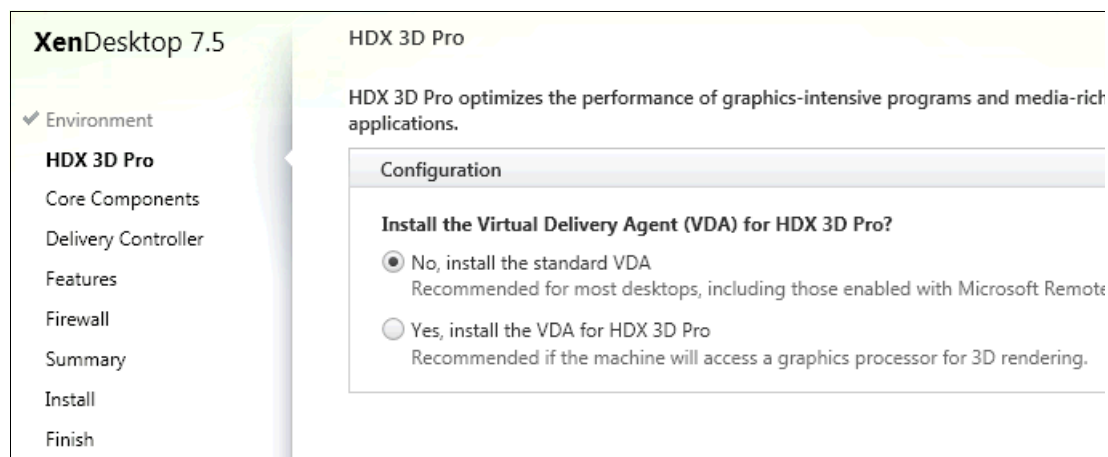 XenDesktop 7.5
Environment
HDX 3D Pro
Core Components
Delivery Controller
Features
Firewall
Summary
Install
Finish
HDX 3D Pro
HDX 3D Pro optimizes the performance of graphics-intensive programs and media-rich
applications.
Configuration
Install the Virtual Delivery Agent (VDA) for HDX 3D Pro?
No, install the standard VDA
Recommended for most desktops, including those enabled with Microsoft Remote
Yes, install the VDA for HDX 3D Pro
Recommended if the machine will access a graphics processor for 3D rendering.